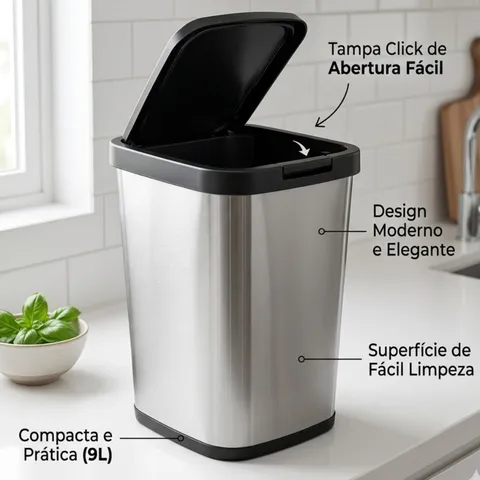 Tampa Click de
Abertura Fácil
Design
Moderno
e Elegante
Superfície de
Fácil Limpeza
Compacta e
Prática (9L)